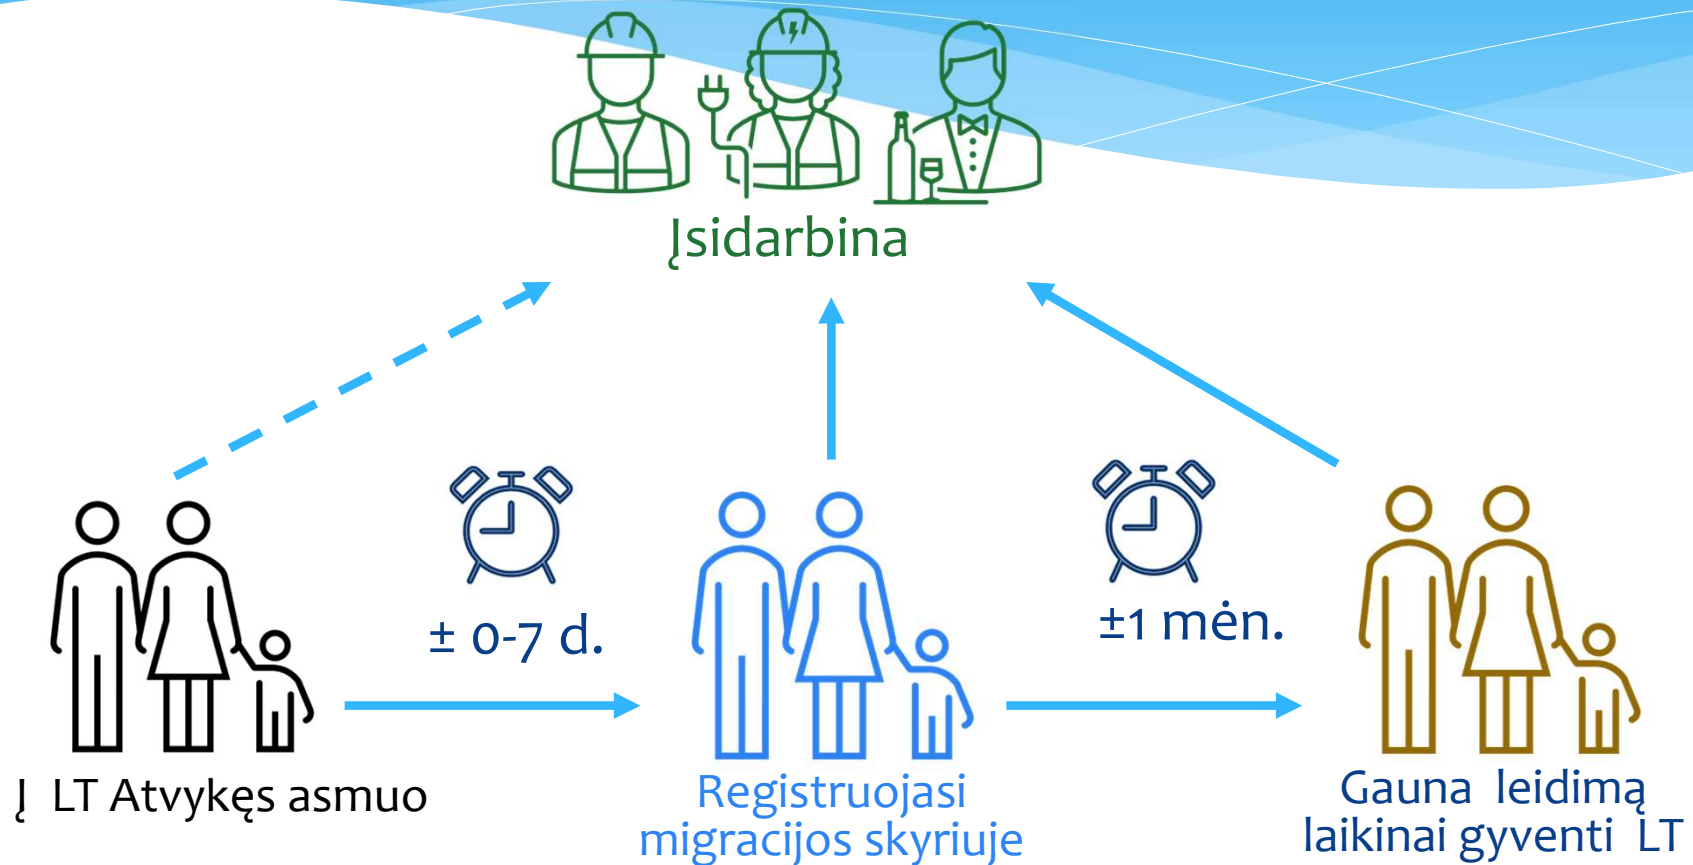 Įsidarbina
± 0-7 d.
±1 mėn.
Į LT Atvykęs asmuo
Registruojasi
migracijos skyriuje
Gauna leidimą
laikinai gyventi LT